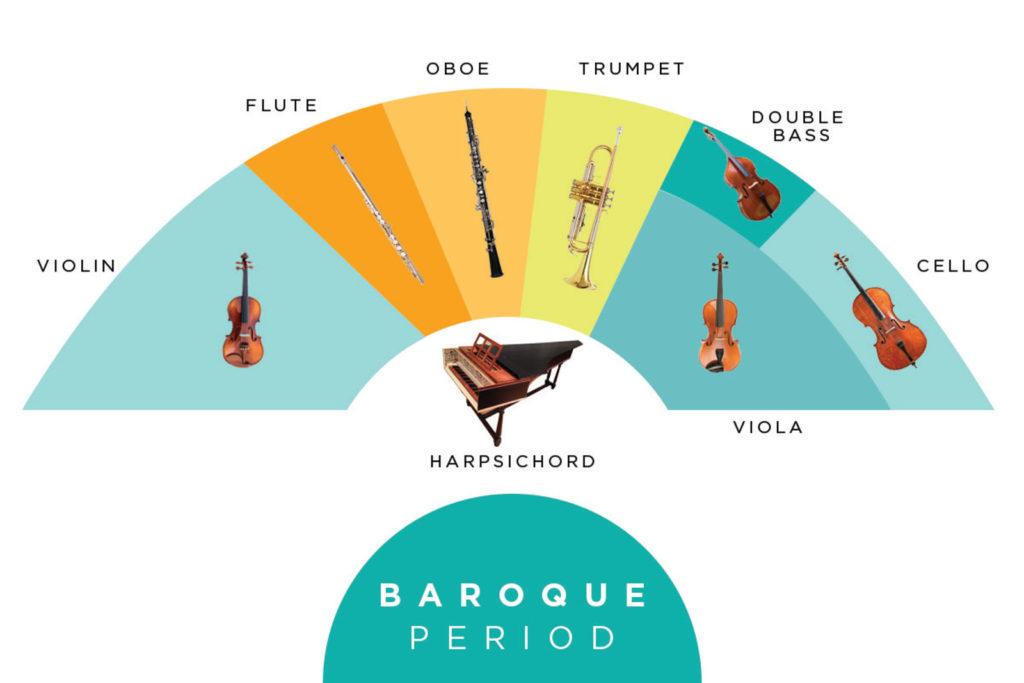 OBOE
TRUMPET
FLUTE
DOUBLE
BASS
VIOLIN
CELLO
VIOLA
HARPSICHORD
BAROQUE
PERIOD